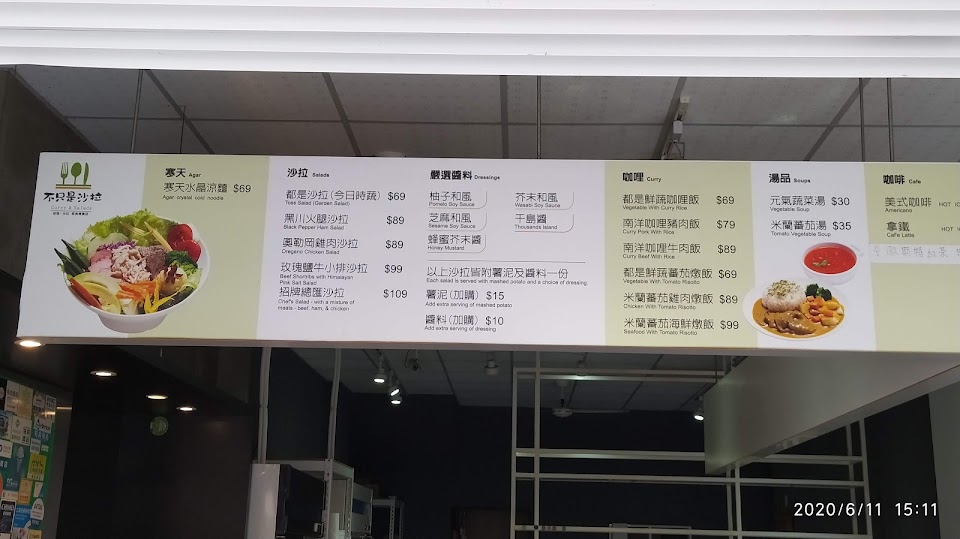 不只是沙拉
Curry & Salads
寒天 Agar
寒天水晶涼麵 $69
Agar crystal cold noodle
沙拉 Salads
都是沙拉(今日時蔬) $69
Toss Salad (Garden Salad)
黑川火腿沙拉 $89
Black Pepper Ham Salad
奧勒岡雞肉沙拉 $89
Oregano Chicken Salad
玫瑰鹽牛小排沙拉 $99
Beef Shortribs with Himalayan
Pink Salt Salad
招牌總匯沙拉 $109
Chef's Salad - with a mixture of
meats - beef, ham, & chicken
嚴選醬料 Dressings
柚子和風
Pomelo Soy Sauce
芥末和風
Wasabi Soy Sauce
芝麻和風
Sesame Soy Sauce
千島醬
Thousands Island
蜂蜜芥末醬
Honey Mustard
以上沙拉皆附薯泥及醬料一份
Each salad is served with mashed potato and a choice of dressing
薯泥(加購) $15
Add extra serving of mashed potato
醬料(加購) $10
Add extra serving of dressing
咖哩 Curry
都是鮮蔬咖哩飯 $69
Vegetable With Curry Rice
南洋咖哩豬肉飯 $79
Curry Pork With Rice
南洋咖哩牛肉飯 $89
Curry Beef With Rice
都是鮮蔬蕃茄燉飯 $69
Vegetable With Tomato Risotto
米蘭蕃茄雞肉燉飯 $89
Chicken With Tomato Risotto
米蘭蕃茄海鮮燉飯 $99
Seafood With Tomato Risotto
湯品 Soups
元氣蔬菜湯 $30
Vegetable Soup
米蘭蕃茄湯 $35
Tomato Vegetable Soup
咖啡 Cafe
美式咖啡 HOT
Americano
拿鐵 HOT
Caf'e Latte
2020/6/11 15:11